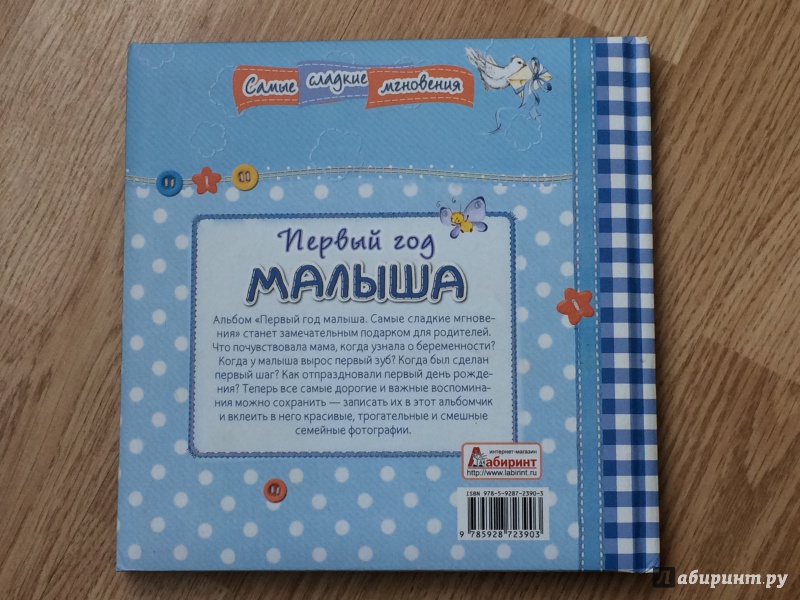 Самые сладкие мгновения
Первый год
МАЛЫША
Альбом «Первый год малыша. Самые сладкие мгнове-
ния» станет замечательным подарком для родителей.
Что почувствовала мама, когда узнала о беременности?
Когда у малыша вырос первый зуб? Когда был сделан
первый шаг? Как отпраздновали первый день рожде-
ния? Теперь все самые дорогие и важные воспомина-
ния можно сохранить — записать их в этот альбомчик
и вклеить в него красивые, трогательные и смешные
семейные фотографии.
интернет-магазин
Лабиринт
http://www.labirint.ru
ISBN 978-5-9287-2390-3
9 785928 723903
Лабиринт.ру